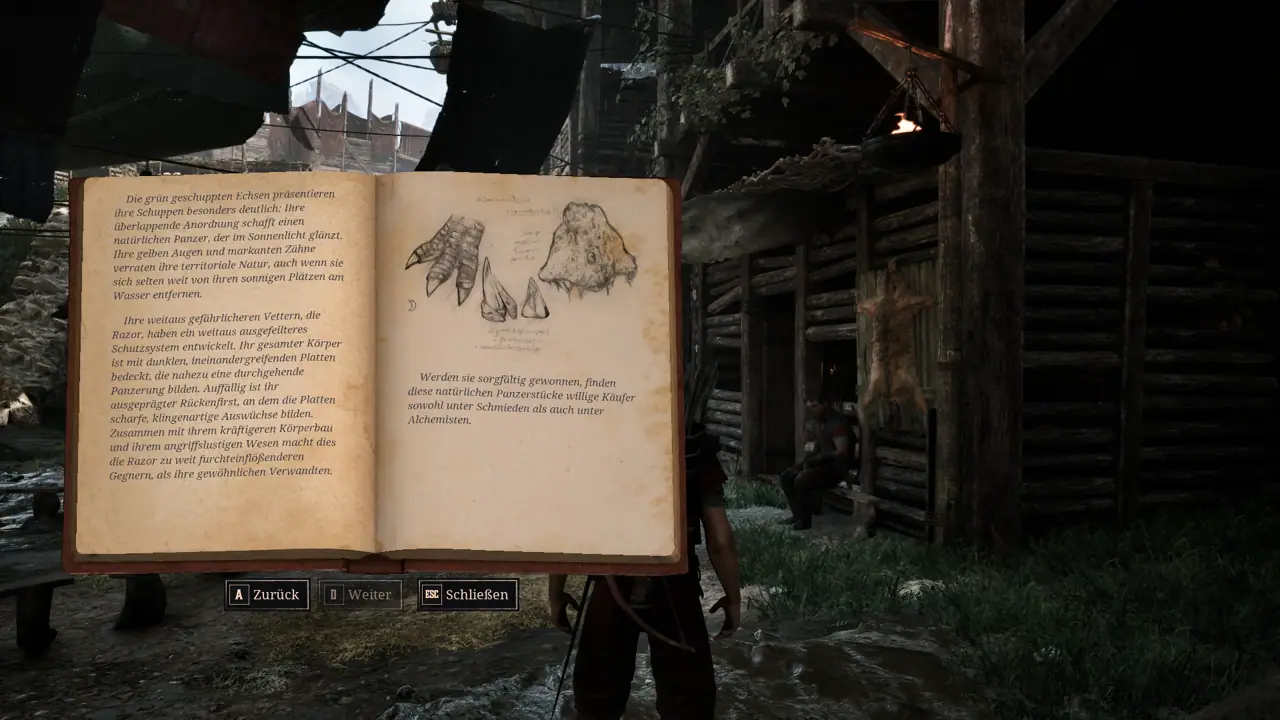 Die grün geschuppten Echsen präsentieren
ihre Schuppen besonders deutlich: Ihre
überlappende Anordnung schafft einen
natürlichen Panzer, der im Sonnenlicht glänzt.
Ihre gelben Augen und markanten Zähne
verraten ihre territoriale Natur, auch wenn sie
sich selten weit von ihren sonnigen Plätzen am
Wasser entfernen.
Ihre weitaus gefährlicheren Vettern, die
Razor, haben ein weitaus ausgefeilteres
Schutzsystem entwickelt. Ihr gesamter Körper
ist mit dunklen, ineinandergreifenden Platten
bedeckt, die nahezu eine durchgehende
Panzerung bilden. Auffällig ist ihr
ausgeprägter Rückenfirst, an dem die Platten
scharfe, klingenartige Auswüchse bilden.
Zusammen mit ihrem kräftigeren Körperbau
und ihrem angriffslustigen Wesen macht dies
die Razor zu weit furchteinflößenderen
Gegnern, als ihre gewöhnlichen Verwandten.
Werden sie sorgfältig gewonnen, finden
diese natürlichen Panzerstücke willige Käufer
sowohl unter Schmieden als auch unter
Alchemisten.
A Zurück D Weiter ESC Schließen